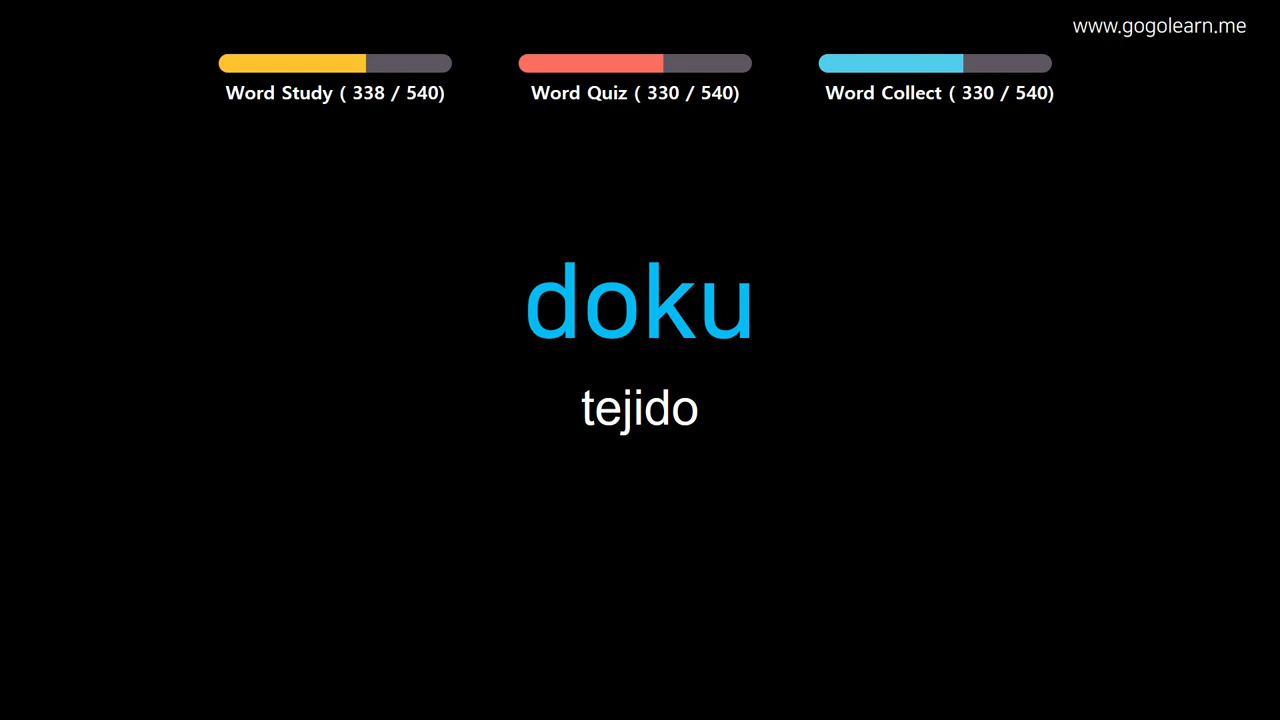 www.gogolearn.me
Word Study ( 338 / 540)
Word Quiz ( 330 / 540)
Word Collect ( 330 / 540)
doku
tejido